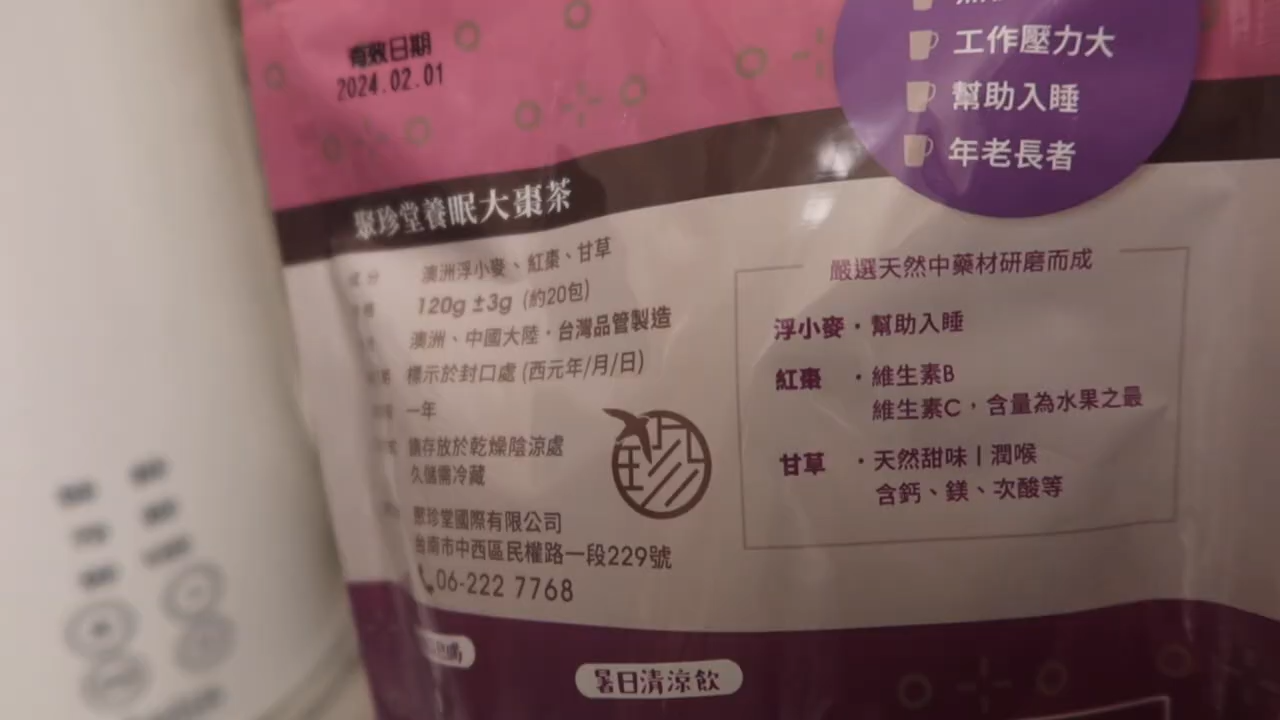 有效日期
2024.02.01
工作壓力大
幫助入睡
年老長者
聚珍堂養眠大棗茶
成分 澳洲浮小麥、紅棗、甘草
120g ±3g (約20包)
澳洲、中國大陸・台灣品管製造
標示於封口處 (西元年/月/日)
一年
請存放於乾燥陰涼處
久儲需冷藏
聚珍堂國際有限公司
台南市中西區民權路一段229號
06-222 7768
嚴選天然中藥材研磨而成
浮小麥・幫助入睡
紅棗・維生素B
維生素C，含量為水果之最
甘草・天然甜味 | 潤喉
含鈣、鎂、次酸等
暑日清涼飲